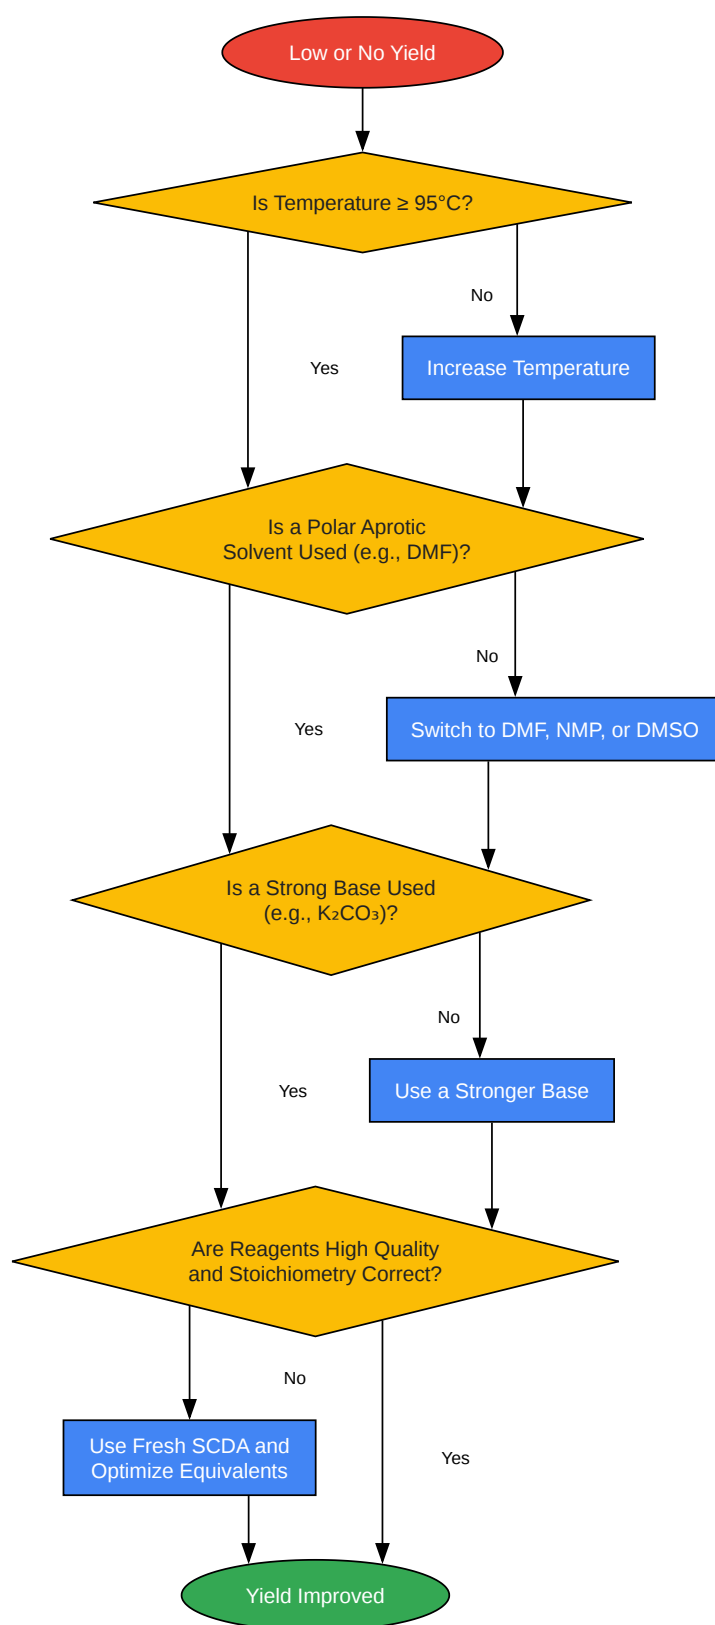 Low or No Yield
Is Temperature ≥ 95°C?
No
Yes
Increase Temperature
Is a Polar Aprotic
Solvent Used (e.g., DMF)?
No
Yes
Switch to DMF, NMP, or DMSO
Is a Strong Base Used
(e.g., K₂CO₃)?
No
Yes
Use a Stronger Base
Are Reagents High Quality
and Stoichiometry Correct?
No
Use Fresh SCDA and
Optimize Equivalents
Yes
Yield Improved